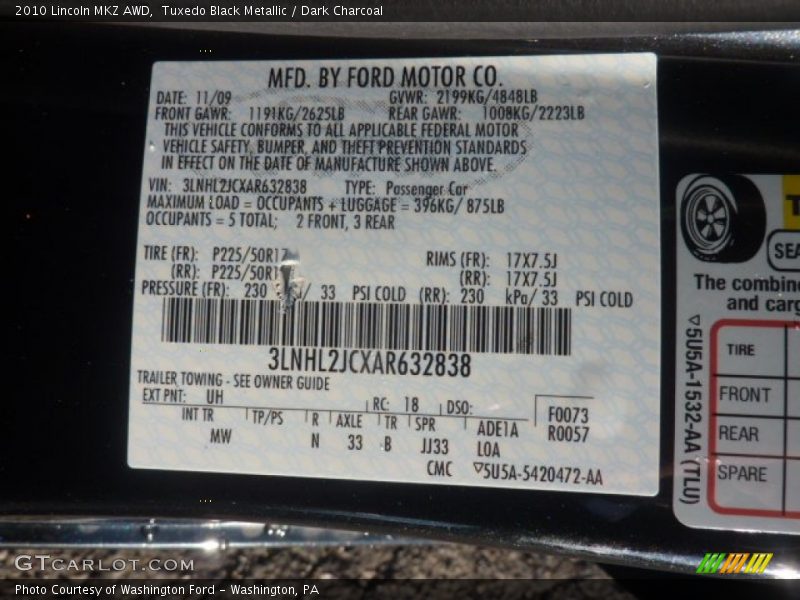 2010 Lincoln MKZ AWD, Tuxedo Black Metallic / Dark Charcoal
MFD. BY FORD MOTOR CO.
DATE: 11/09 GVWR: 2199KG/4848LB
FRONT GAWR: 1191KG/2625LB REAR GAWR: 1008KG/2223LB
THIS VEHICLE CONFORMS TO ALL APPLICABLE FEDERAL MOTOR
VEHICLE SAFETY, BUMPER, AND THEFT PREVENTION STANDARDS
IN EFFECT ON THE DATE OF MANUFACTURE SHOWN ABOVE.
VIN: 3LNHL2JCXAR632838 TYPE: Passenger Car
MAXIMUM LOAD = OCCUPANTS + LUGGAGE = 396KG/ 875LB
OCCUPANTS = 5 TOTAL; 2 FRONT, 3 REAR
TIRE (FR): P225/50R17 RIMS (FR): 17X7.5J
(RR): P225/50R1 (RR): 17X7.5J
PRESSURE (FR): 230 / 33 PSI COLD (RR): 230 kPa/ 33 PSI COLD
3LNHL2JCXAR632838
TRAILER TOWING - SEE OWNER GUIDE
EXT PNT: UH RC: 18 DSO: F0073
INT TR TP/PS R AXLE TR SPR ADE1A R0057
MW N 33 B JJ33 LOA
CMC ▽5U5A-5420472-AA
SEA
The combine
and carg
TIRE
FRONT
REAR
SPARE
▽5U5A-1532-AA (TLU)
GTCARLOT.COM
Photo Courtesy of Washington Ford - Washington, PA